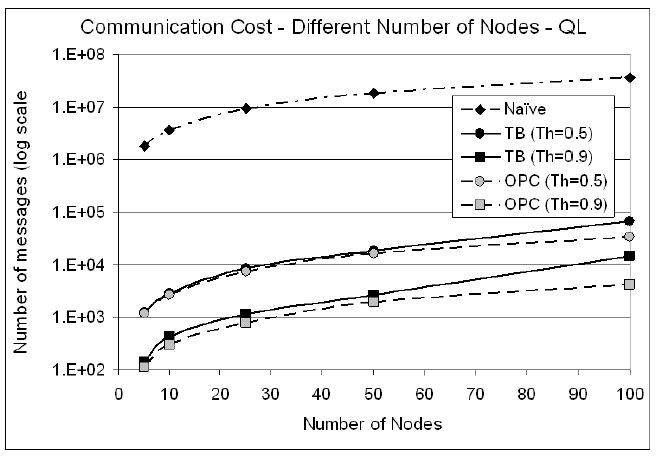 Communication Cost - Different Number of Nodes - QL
Number of messages (log scale
1.E+08
1.E+07
1.E+06
1.E+05
1.E+04
1.E+03
1.E+02
Naïve
TB (Th=0.5)
TB (Th=0.9)
OPC (Th=0.5)
OPC (Th=0.9)
0 10 20 30 40 50 60 70 80 90 100
Number of Nodes